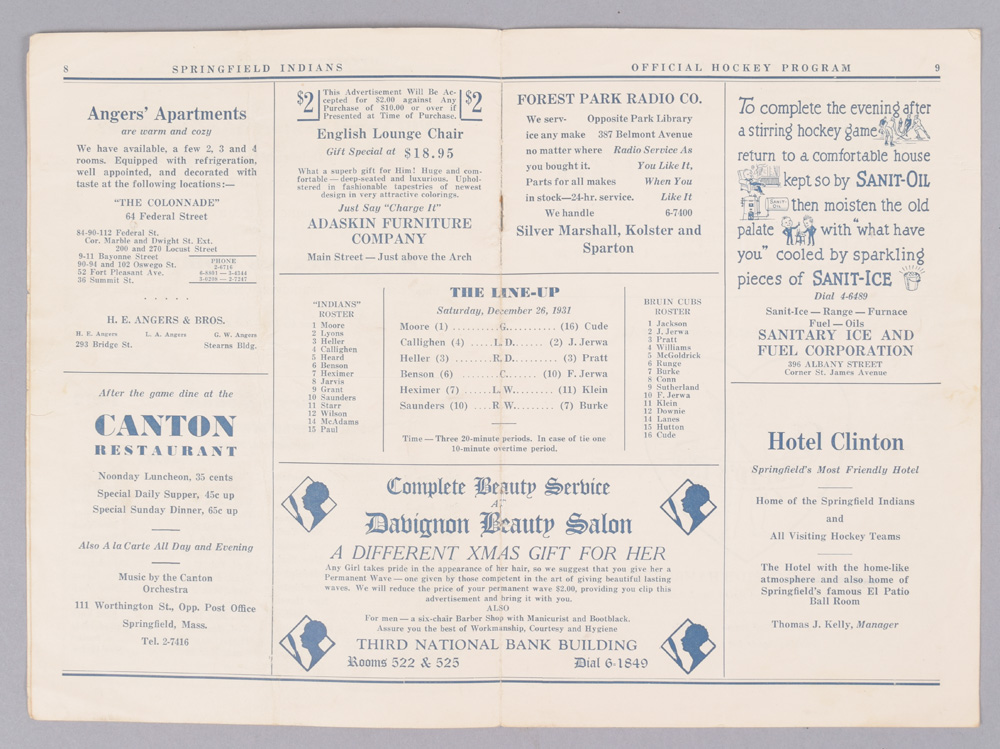 8
SPRINGFIELD INDIANS
OFFICIAL HOCKEY PROGRAM
9
Angers' Apartments
are warm and cozy
We have available, a few 2, 3 and 4
rooms. Equipped with refrigeration,
well appointed, and decorated with
taste at the following locations:—
"THE COLONNADE"
64 Federal Street
84-90-112 Federal St.
Cor. Marble and Dwight St. Ext.
200 and 270 Locust Street
9-11 Bayonne Street
90-94 and 102 Oswego St.
52 Fort Pleasant Ave.
36 Summit St.
PHONE
2-6716
6-0801 — 5-4544
5-0298 — 2-7247
. . . . .
H. E. ANGERS & BROS.
H. E. Angers L. A. Angers G. W. Angers
293 Bridge St. Stearns Bldg.
After the game dine at the
CANTON
RESTAURANT
Noonday Luncheon, 35 cents
Special Daily Supper, 45c up
Special Sunday Dinner, 65c up
Also A la Carte All Day and Evening
Music by the Canton
Orchestra
111 Worthington St., Opp. Post Office
Springfield, Mass.
Tel. 2-7416
$2
This Advertisement Will Be Ac-
cepted for $2.00 against Any
Purchase of $10.00 or over if
Presented at Time of Purchase.
$2
English Lounge Chair
Gift Special at $18.95
What a superb gift for Him! Huge and com-
fortable — deep-seated and luxurious. Uphol-
stered in fashionable tapestries of newest
design in very attractive colorings.
Just Say "Charge It"
ADASKIN FURNITURE
COMPANY
Main Street — Just above the Arch
FOREST PARK RADIO CO.
We serv-
ice any make
no matter where
you bought it.
Parts for all makes
in stock—24-hr. service.
We handle
Opposite Park Library
387 Belmont Avenue
Radio Service As
You Like It,
When You
Like It
6-7400
Silver Marshall, Kolster and
Sparton
"INDIANS"
ROSTER
1 Moore
2 Lyons
3 Heller
4 Callighen
5 Heard
6 Benson
7 Heximer
8 Jarvis
9 Grant
10 Saunders
11 Starr
12 Wilson
14 McAdams
15 Paul
THE LINE-UP
Saturday, December 26, 1931
Moore (1) ..........G.......... (16) Cude
Callighen (4) .....L. D....... (2) J. Jerwa
Heller (3) .......R. D.......... (3) Pratt
Benson (6) .........C....... (10) F. Jerwa
Heximer (7) .......L. W......... (11) Klein
Saunders (10) ....R W......... (7) Burke
Time — Three 20-minute periods. In case of tie one
10-minute overtime period.
BRUIN CUBS
ROSTER
1 Jackson
2 J. Jerwa
3 Pratt
4 Williams
5 McGoldrick
6 Runge
7 Burke
8 Conn
9 Sutherland
10 F. Jerwa
11 Klein
12 Downie
14 Lanes
15 Hutton
16 Cude
Complete Beauty Service
AT
Davignon Beauty Salon
A DIFFERENT XMAS GIFT FOR HER
Any Girl takes pride in the appearance of her hair, so we suggest that you give her a
Permanent Wave — one given by those competent in the art of giving beautiful lasting
waves. We will reduce the price of your permanent wave $2.00, providing you clip this
advertisement and bring it with you.
ALSO
For men — a six-chair Barber Shop with Manicurist and Bootblack.
Assure you the best of Workmanship, Courtesy and Hygiene
THIRD NATIONAL BANK BUILDING
Rooms 522 & 525 Dial 6-1849
To complete the evening after
a stirring hockey game
return to a comfortable house
kept so by SANIT-OIL
SANIT OIL
then moisten the old
palate with "what have
you" cooled by sparkling
pieces of SANIT-ICE
Dial 4-6489
Sanit-Ice — Range — Furnace
Fuel — Oils
SANITARY ICE AND
FUEL CORPORATION
396 ALBANY STREET
Corner St. James Avenue
Hotel Clinton
Springfield's Most Friendly Hotel
Home of the Springfield Indians
and
All Visiting Hockey Teams
The Hotel with the home-like
atmosphere and also home of
Springfield's famous El Patio
Ball Room
Thomas J. Kelly, Manager